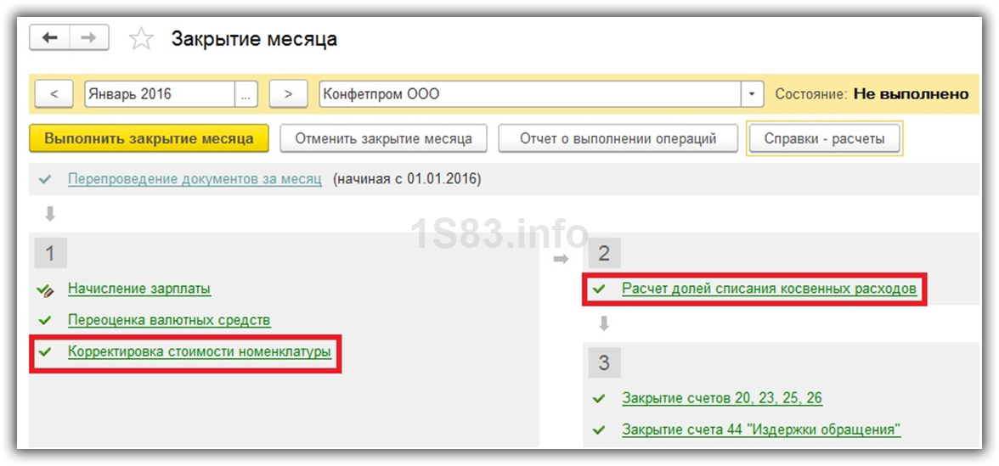 Закрытие месяца
< Январь 2016 ... > Конфетпром ООО Состояние: Не выполнено
Выполнить закрытие месяца Отменить закрытие месяца Отчет о выполнении операций Справки - расчеты
Перепроведение документов за месяц (начиная с 01.01.2016)
1S83.info
1
Начисление зарплаты
Переоценка валютных средств
Корректировка стоимости номенклатуры
2
Расчет долей списания косвенных расходов
3
Закрытие счетов 20, 23, 25, 26
Закрытие счета 44 "Издержки обращения"